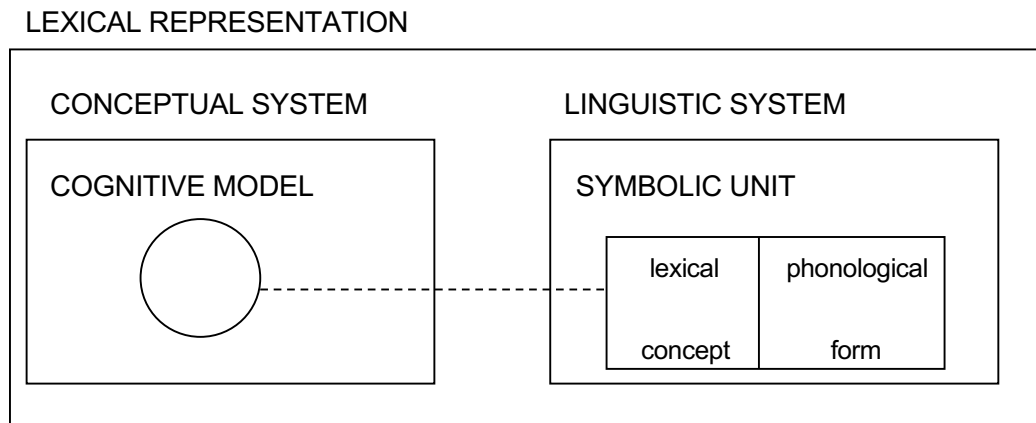 LEXICAL REPRESENTATION
CONCEPTUAL SYSTEM
LINGUISTIC SYSTEM
COGNITIVE MODEL
SYMBOLIC UNIT
lexical
phonological
concept
form